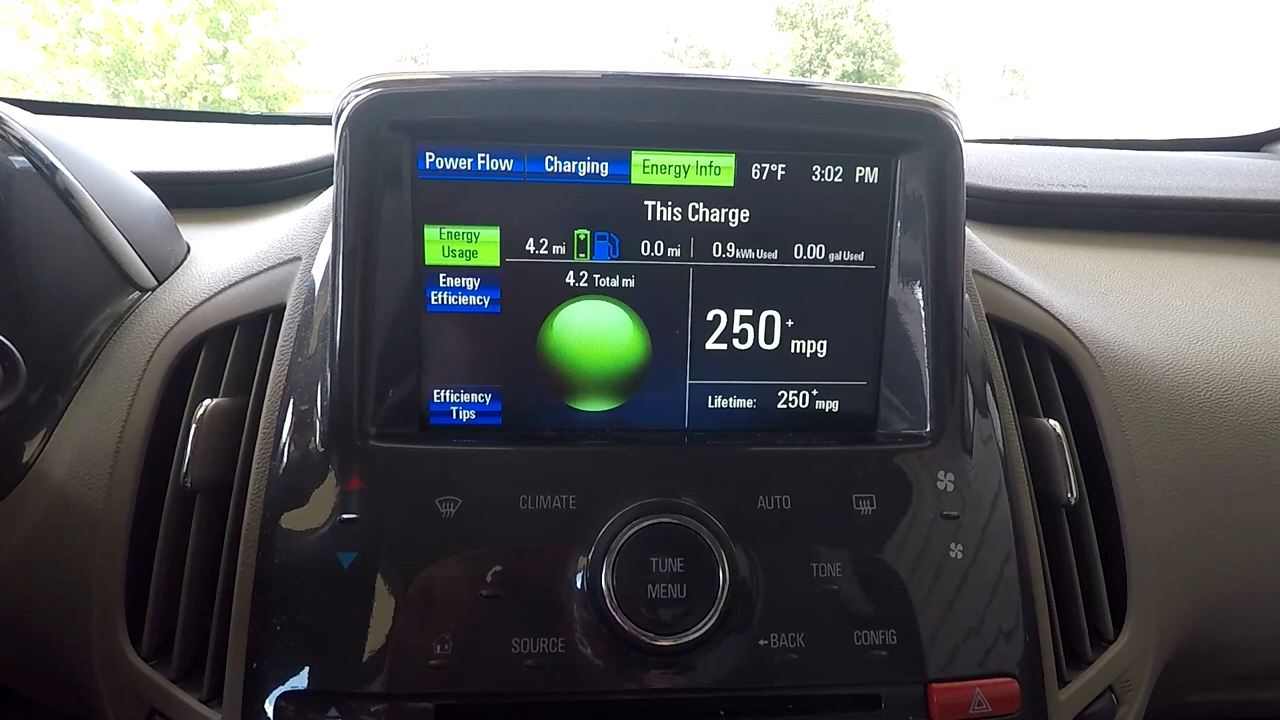 Power Flow Charging Energy Info 67°F 3:02 PM
This Charge
Energy
Usage
4.2 mi 0.0 mi 0.9 kWh Used 0.00 gal Used
Energy
Efficiency
4.2 Total mi
250+ mpg
Efficiency
Tips
Lifetime: 250+ mpg
CLIMATE AUTO
TUNE
MENU
TONE
SOURCE BACK CONFIG